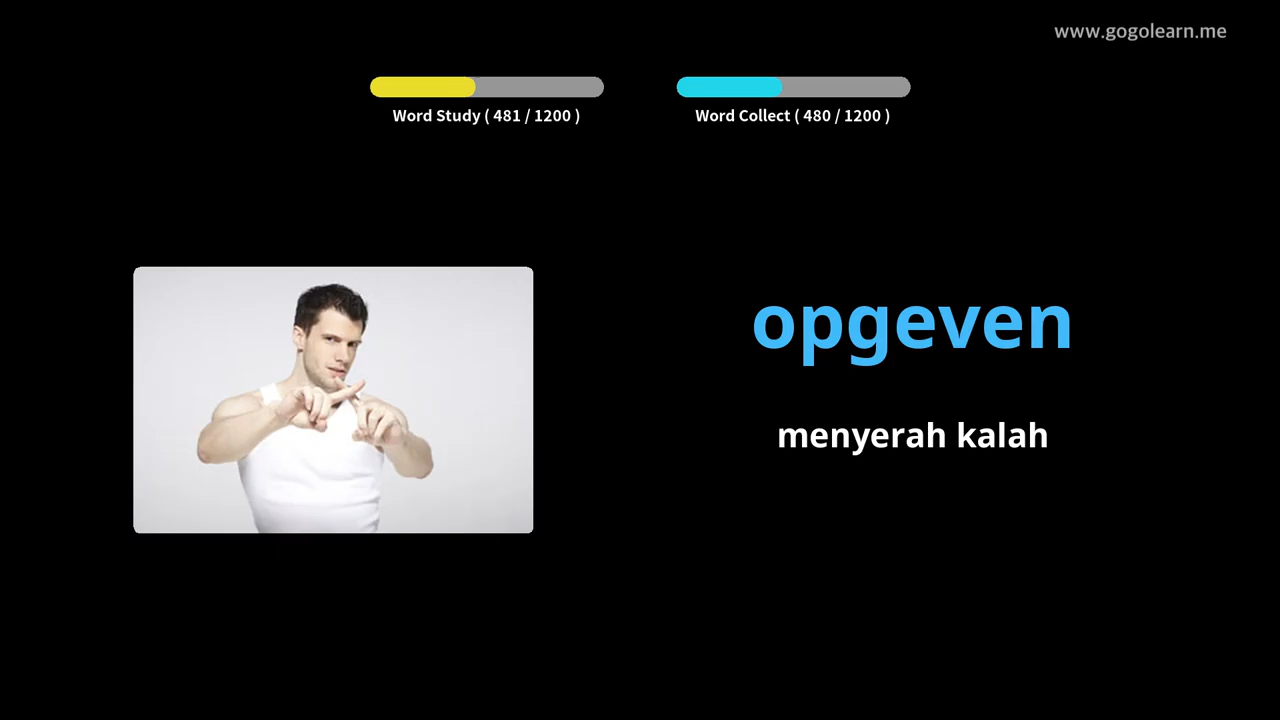 www.gogolearn.me
Word Study ( 481 / 1200 )
Word Collect ( 480 / 1200 )
opgeven
menyerah kalah